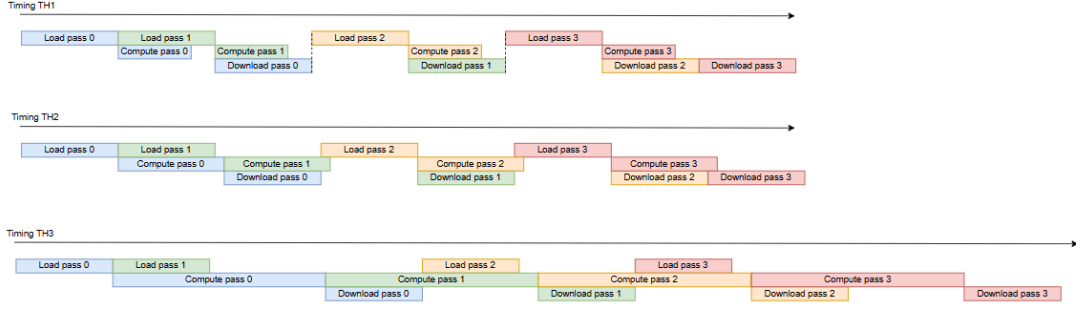 Timing TH1
Load pass 0 Load pass 1 Load pass 2 Load pass 3
Compute pass 0 Compute pass 1 Compute pass 2 Compute pass 3
Download pass 0 Download pass 1 Download pass 2 Download pass 3
Timing TH2
Load pass 0 Load pass 1 Load pass 2 Load pass 3
Compute pass 0 Compute pass 1 Compute pass 2 Compute pass 3
Download pass 0 Download pass 1 Download pass 2 Download pass 3
Timing TH3
Load pass 0 Load pass 1 Load pass 2 Load pass 3
Compute pass 0 Compute pass 1 Compute pass 2 Compute pass 3
Download pass 0 Download pass 1 Download pass 2 Download pass 3